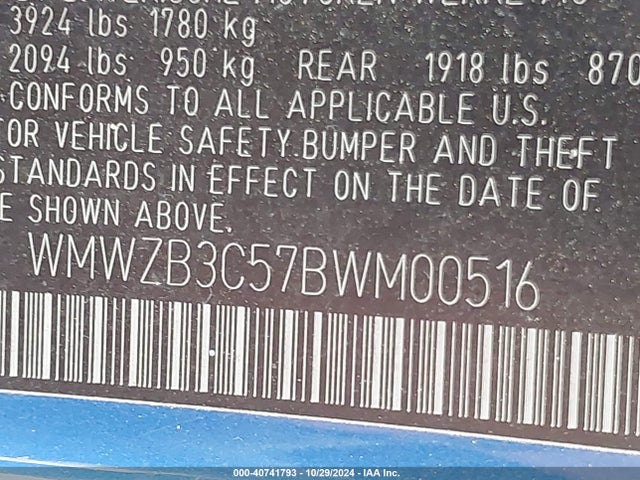 3924 lbs 1780 kg
2094 lbs 950 kg REAR 1918 lbs 870
CONFORMS TO ALL APPLICABLE U.S.
OR VEHICLE SAFETY,BUMPER AND THEFT
STANDARDS IN EFFECT ON THE DATE OF
E SHOWN ABOVE.
WMWZB3C57BWM00516
000-40741793 - 10/29/2024 - IAA Inc.